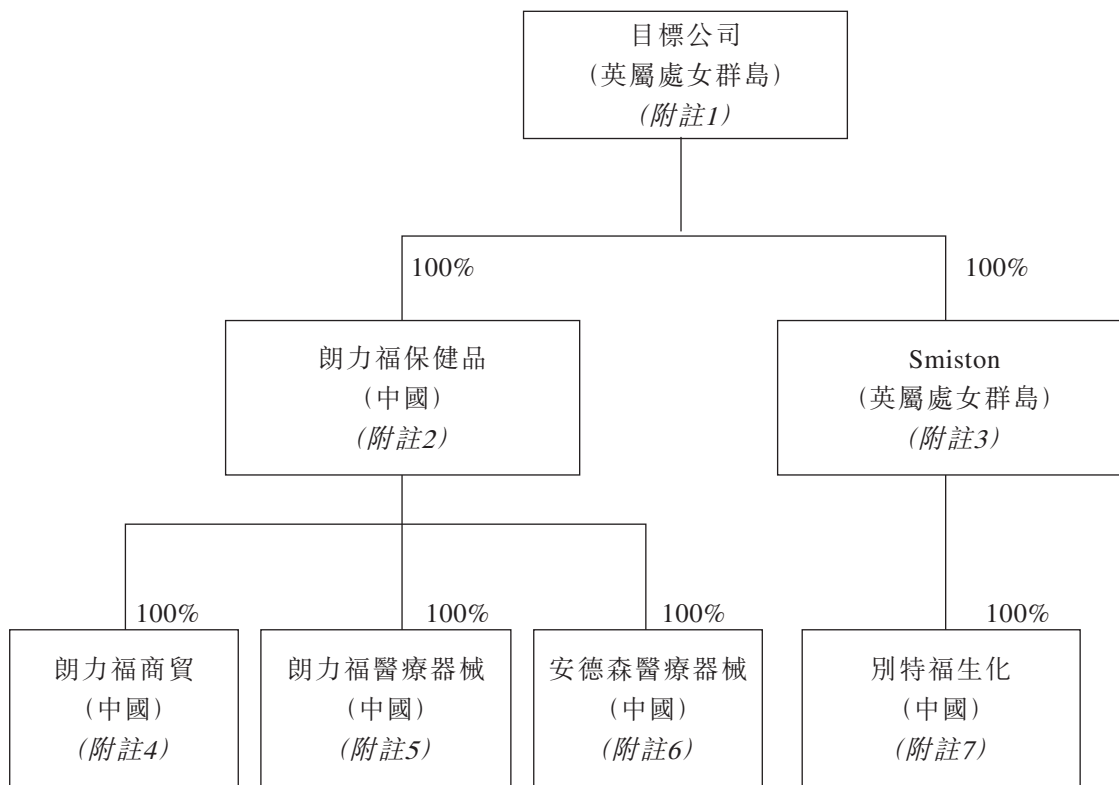 目標公司
(英屬處女群島)
(附註1)
100%
100%
朗力福保健品
(中國)
(附註2)
Smiston
(英屬處女群島)
(附註3)
100%
100%
100%
100%
朗力福商貿
(中國)
(附註4)
朗力福醫療器械
(中國)
(附註5)
安德森醫療器械
(中國)
(附註6)
別特福生化
(中國)
(附註7)